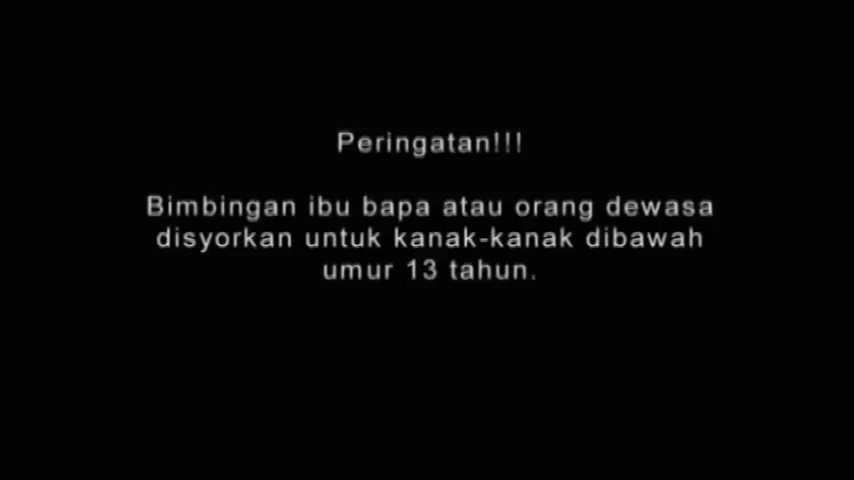 Peringatan!!!
Bimbingan ibu bapa atau orang dewasa
disyorkan untuk kanak-kanak dibawah
umur 13 tahun.